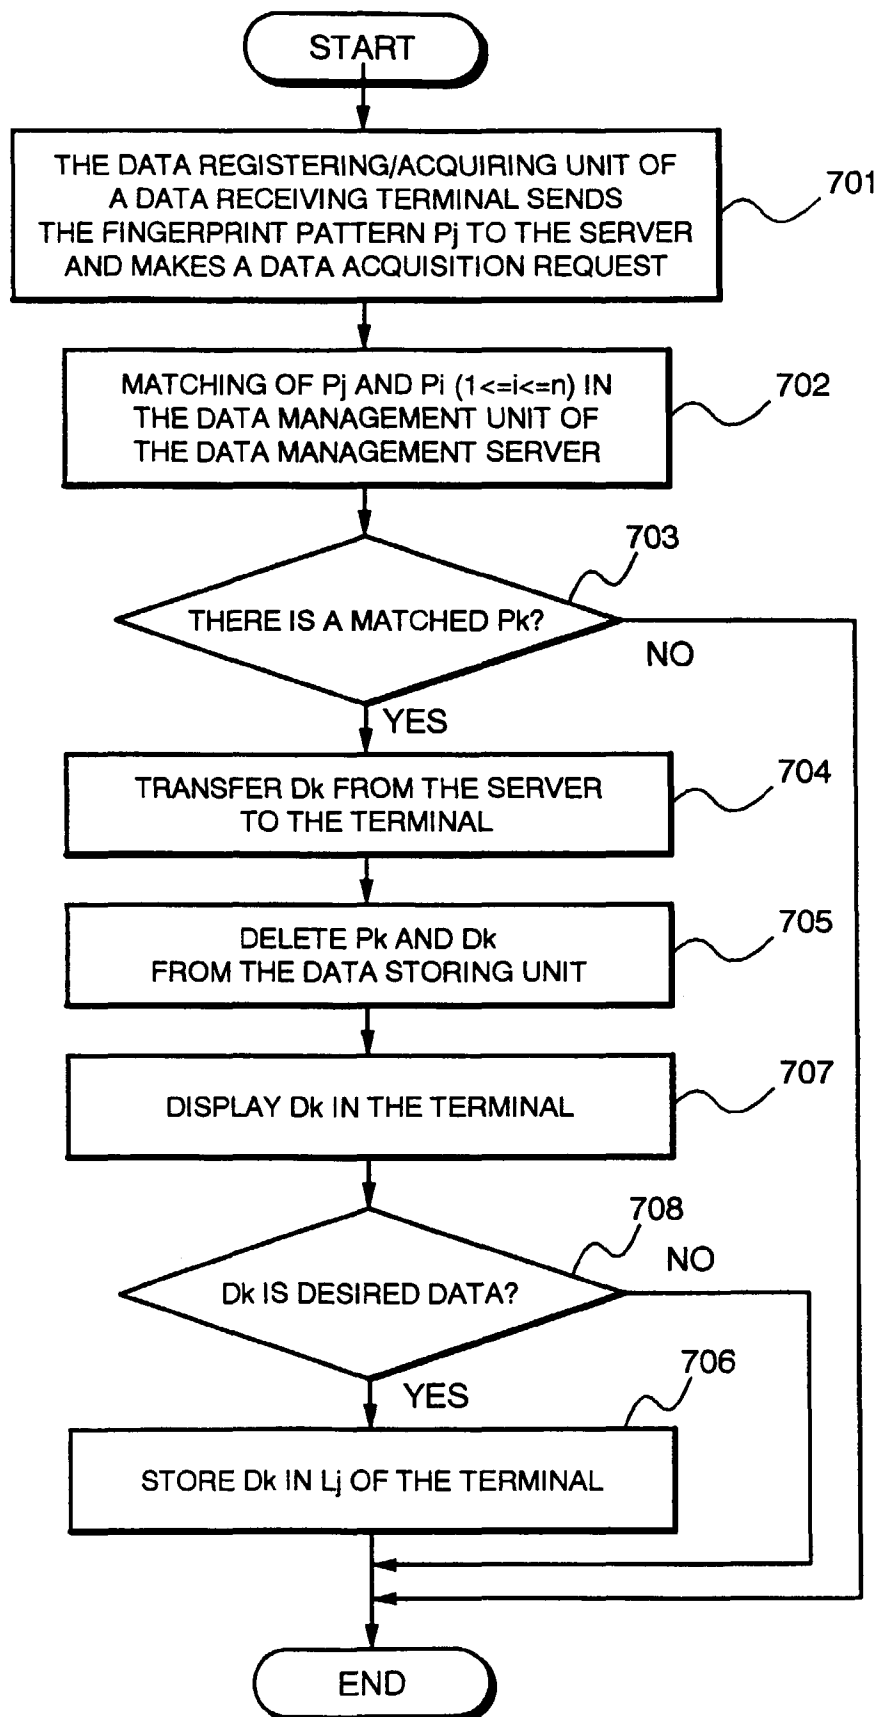 START
THE DATA REGISTERING/ACQUIRING UNIT OF
A DATA RECEIVING TERMINAL SENDS
THE FINGERPRINT PATTERN Pj TO THE SERVER
AND MAKES A DATA ACQUISITION REQUEST
701
MATCHING OF Pj AND Pi (1<=i<=n) IN
THE DATA MANAGEMENT UNIT OF
THE DATA MANAGEMENT SERVER
702
703
THERE IS A MATCHED Pk?
NO
YES
TRANSFER Dk FROM THE SERVER
TO THE TERMINAL
704
DELETE Pk AND Dk
FROM THE DATA STORING UNIT
705
DISPLAY Dk IN THE TERMINAL
707
708
NO
Dk IS DESIRED DATA?
YES
706
STORE Dk IN Lj OF THE TERMINAL
END